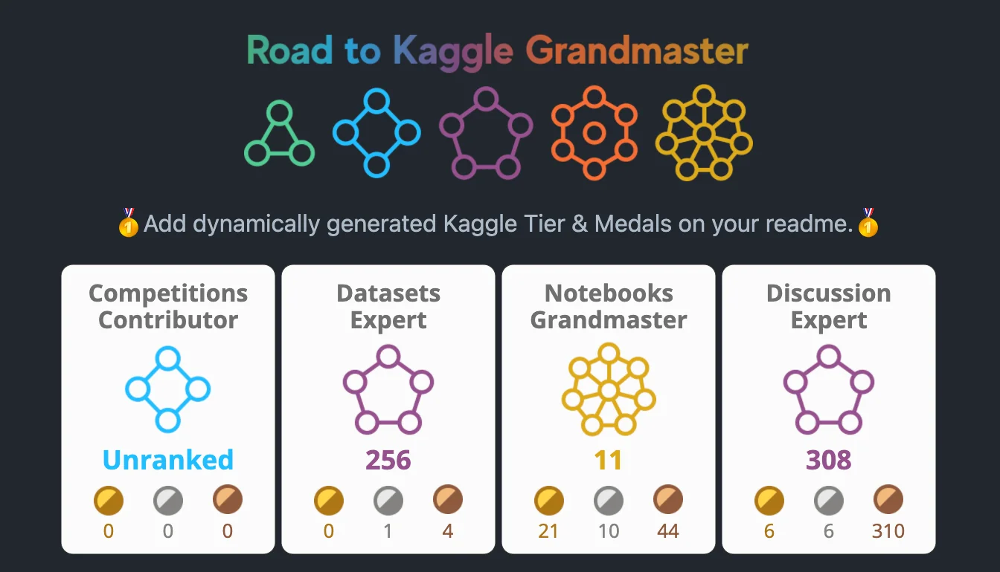 Road to Kaggle Grandmaster
🥇Add dynamically generated Kaggle Tier & Medals on your readme.🥇
Competitions
Contributor
Unranked
0 0 0
Datasets
Expert
256
0 1 4
Notebooks
Grandmaster
11
21 10 44
Discussion
Expert
308
6 6 310